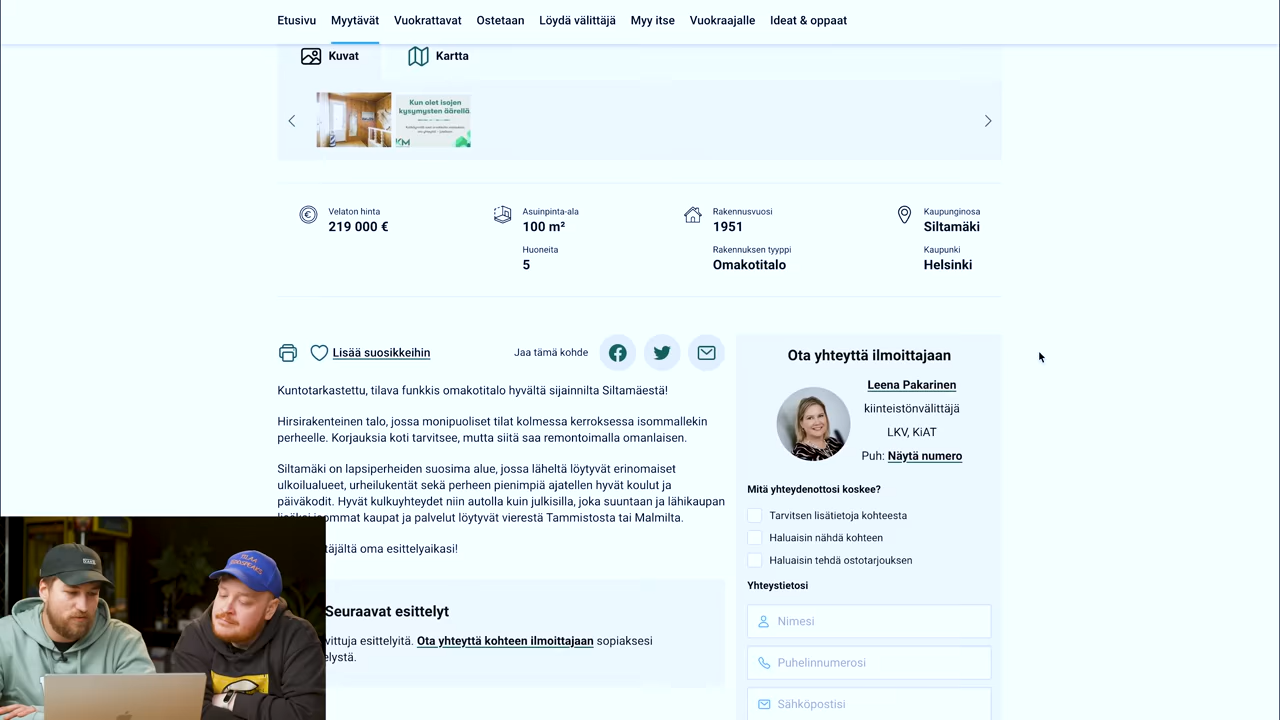 Etusivu Myytävät Vuokrattavat Ostetaan Löydä välittäjä Myy itse Vuokraajalle Ideat & oppaat
Kuvat Kartta
Kun olet isojen
kysymysten äärellä
KM
Velaton hinta
219 000 €
Asuinpinta-ala
100 m²
Huoneita
5
Rakennusvuosi
1951
Rakennuksen tyyppi
Omakotitalo
Kaupunginosa
Siltamäki
Kaupunki
Helsinki
Lisää suosikkeihin
Jaa tämä kohde
Kuntotarkastettu, tilava funkkis omakotitalo hyvältä sijainnilta Siltamäestä!
Hirsirakenteinen talo, jossa monipuoliset tilat kolmessa kerroksessa isommallekin
perheelle. Korjauksia koti tarvitsee, mutta siitä saa remontoimalla omanlaisen.
Siltamäki on lapsiperheiden suosima alue, jossa läheltä löytyvät erinomaiset
ulkoilualueet, urheilukentät sekä perheen pienimpiä ajatellen hyvät koulut ja
päiväkodit. Hyvät kulkuyhteydet niin autolla kuin julkisilla, joka suuntaan ja lähikaupan
isommat kaupat ja palvelut löytyvät vierestä Tammistosta tai Malmilta.
täjältä oma esittelyaikasi!
Seuraavat esittelyt
vittuja esittelyitä. Ota yhteyttä kohteen ilmoittajaan sopiaksesi
elystä.
Ota yhteyttä ilmoittajaan
Leena Pakarinen
kiinteistönvälittäjä
LKV, KiAT
Puh: Näytä numero
Mitä yhteydenottosi koskee?
Tarvitsen lisätietoja kohteesta
Haluaisin nähdä kohteen
Haluaisin tehdä ostotarjouksen
Yhteystietosi
Nimesi
Puhelinnumerosi
Sähköpostisi